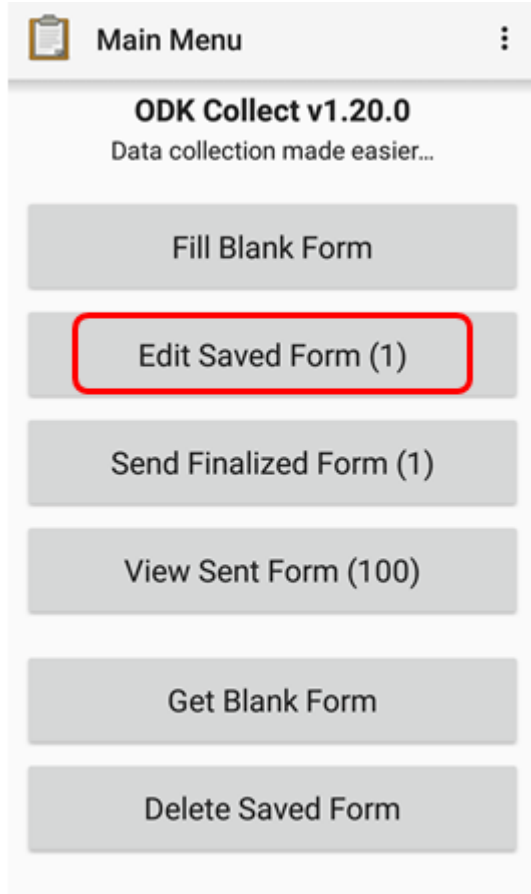 Main Menu
ODK Collect v1.20.0
Data collection made easier...
Fill Blank Form
Edit Saved Form (1)
Send Finalized Form (1)
View Sent Form (100)
Get Blank Form
Delete Saved Form